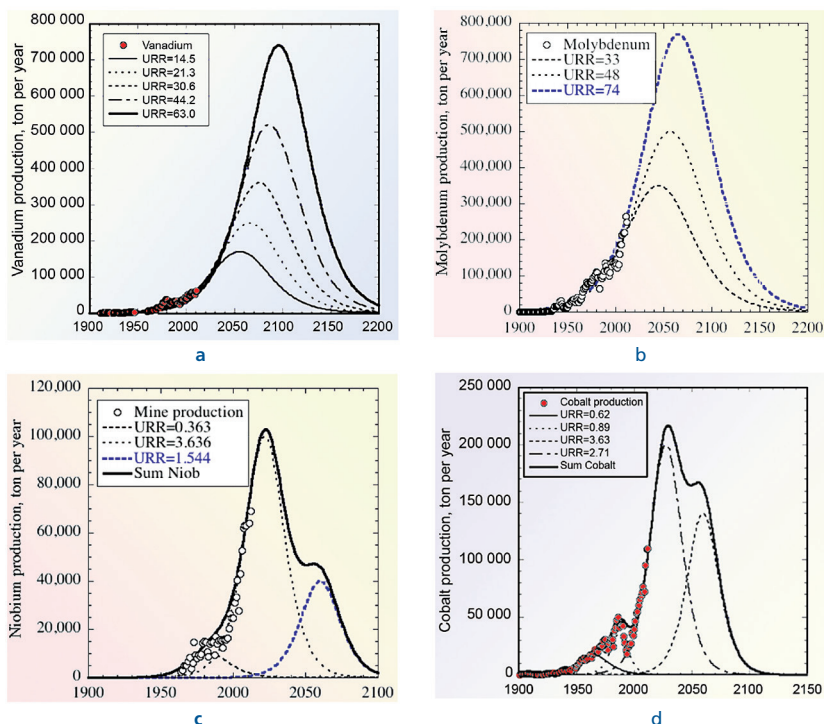 800 000
700 000
600 000
500 000
400 000
300 000
200 000
100 000
0
Vanadium production, ton per year
Vanadium
URR=14.5
URR=21.3
URR=30.6
URR=44.2
URR=63.0
1900 1950 2000 2050 2100 2150 2200
a
800,000
700,000
600,000
500,000
400,000
300,000
200,000
100,000
0
Molybdenum production, ton per year
Molybdenum
URR=33
URR=48
URR=74
1900 1950 2000 2050 2100 2150 2200
b
120,000
100,000
80,000
60,000
40,000
20,000
0
Niobium production, ton per year
Mine production
URR=0.363
URR=3.636
URR=1.544
Sum Niob
1900 1950 2000 2050 2100
c
250 000
200 000
150 000
100 000
50 000
0
Cobalt production, ton per year
Cobalt production
URR=0.62
URR=0.89
URR=3.63
URR=2.71
Sum Cobalt
1900 1950 2000 2050 2100 2150
d